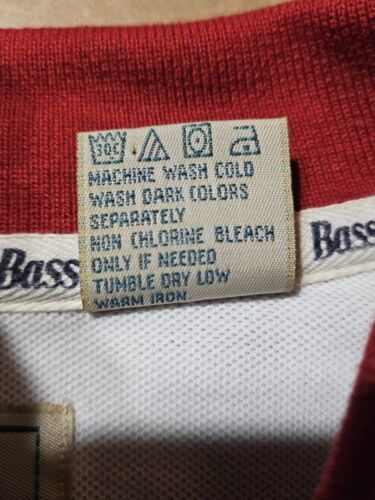 30C
MACHINE WASH COLD
WASH DARK COLORS
SEPARATELY
NON CHLORINE BLEACH
ONLY IF NEEDED
TUMBLE DRY LOW
WARM IRON
Bass
Bass